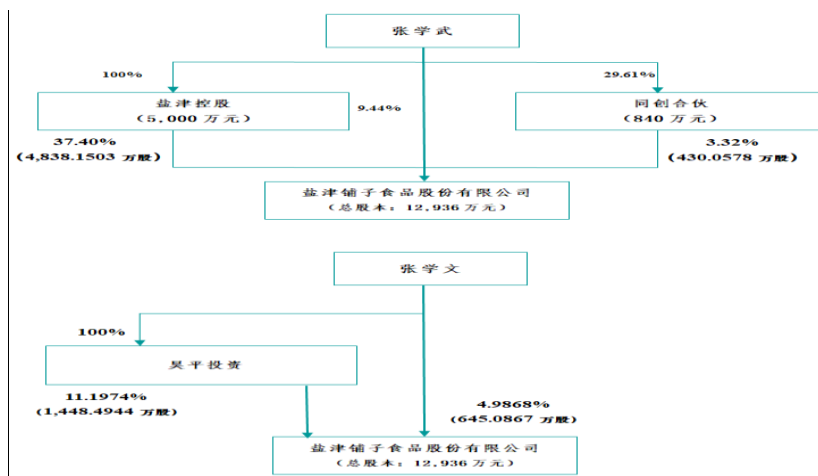 张学武
100%
29.61%
盐津控股
(5,000 万元)
9.44%
同创合伙
(840 万元)
37.40%
(4,838.1503 万股)
3.32%
(430.0578 万股)
盐津铺子食品股份有限公司
(总股本: 12,936 万元)
张学文
100%
昊平投资
11.1974%
(1,448.4944 万股)
4.9868%
(645.0867 万股)
盐津铺子食品股份有限公司
(总股本: 12,936 万元)